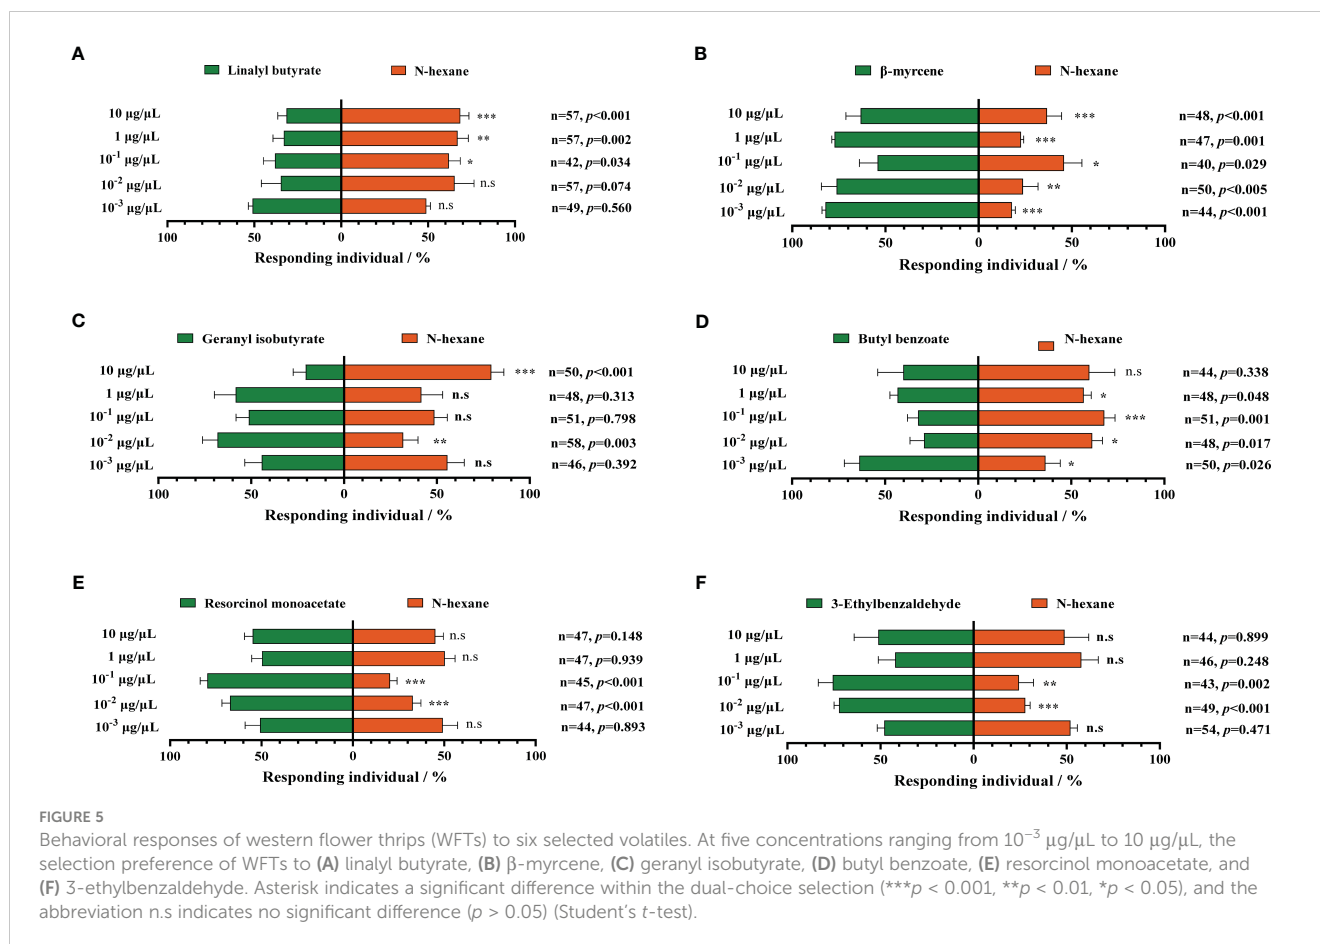 A
Linalyl butyrate N-hexane
10 µg/µL *** n=57, p<0.001
1 µg/µL ** n=57, p=0.002
10⁻¹ µg/µL * n=42, p=0.034
10⁻² µg/µL n.s n=57, p=0.074
10⁻³ µg/µL n.s n=49, p=0.560
100 50 0 50 100
Responding individual / %
B
β-myrcene N-hexane
10 µg/µL *** n=48, p<0.001
1 µg/µL *** n=47, p=0.001
10⁻¹ µg/µL * n=40, p=0.029
10⁻² µg/µL ** n=50, p<0.005
10⁻³ µg/µL *** n=44, p<0.001
100 50 0 50 100
Responding individual / %
C
Geranyl isobutyrate N-hexane
10 µg/µL *** n=50, p<0.001
1 µg/µL n.s n=48, p=0.313
10⁻¹ µg/µL n.s n=51, p=0.798
10⁻² µg/µL ** n=58, p=0.003
10⁻³ µg/µL n.s n=46, p=0.392
100 50 0 50 100
Responding individual / %
D
Butyl benzoate N-hexane
10 µg/µL n.s n=44, p=0.338
1 µg/µL * n=48, p=0.048
10⁻¹ µg/µL *** n=51, p=0.001
10⁻² µg/µL * n=48, p=0.017
10⁻³ µg/µL * n=50, p=0.026
100 50 0 50 100
Responding individual / %
E
Resorcinol monoacetate N-hexane
10 µg/µL n.s n=47, p=0.148
1 µg/µL n.s n=47, p=0.939
10⁻¹ µg/µL *** n=45, p<0.001
10⁻² µg/µL *** n=47, p<0.001
10⁻³ µg/µL n.s n=44, p=0.893
100 50 0 50 100
Responding individual / %
F
3-Ethylbenzaldehyde N-hexane
10 µg/µL n.s n=44, p=0.899
1 µg/µL n.s n=46, p=0.248
10⁻¹ µg/µL ** n=43, p=0.002
10⁻² µg/µL *** n=49, p<0.001
10⁻³ µg/µL n.s n=54, p=0.471
100 50 0 50 100
Responding individual / %
FIGURE 5
Behavioral responses of western flower thrips (WFTs) to six selected volatiles. At five concentrations ranging from 10⁻³ µg/µL to 10 µg/µL, the
selection preference of WFTs to (A) linalyl butyrate, (B) β-myrcene, (C) geranyl isobutyrate, (D) butyl benzoate, (E) resorcinol monoacetate, and
(F) 3-ethylbenzaldehyde. Asterisk indicates a significant difference within the dual-choice selection (***p < 0.001, **p < 0.01, *p < 0.05), and the
abbreviation n.s indicates no significant difference (p > 0.05) (Student's t-test).